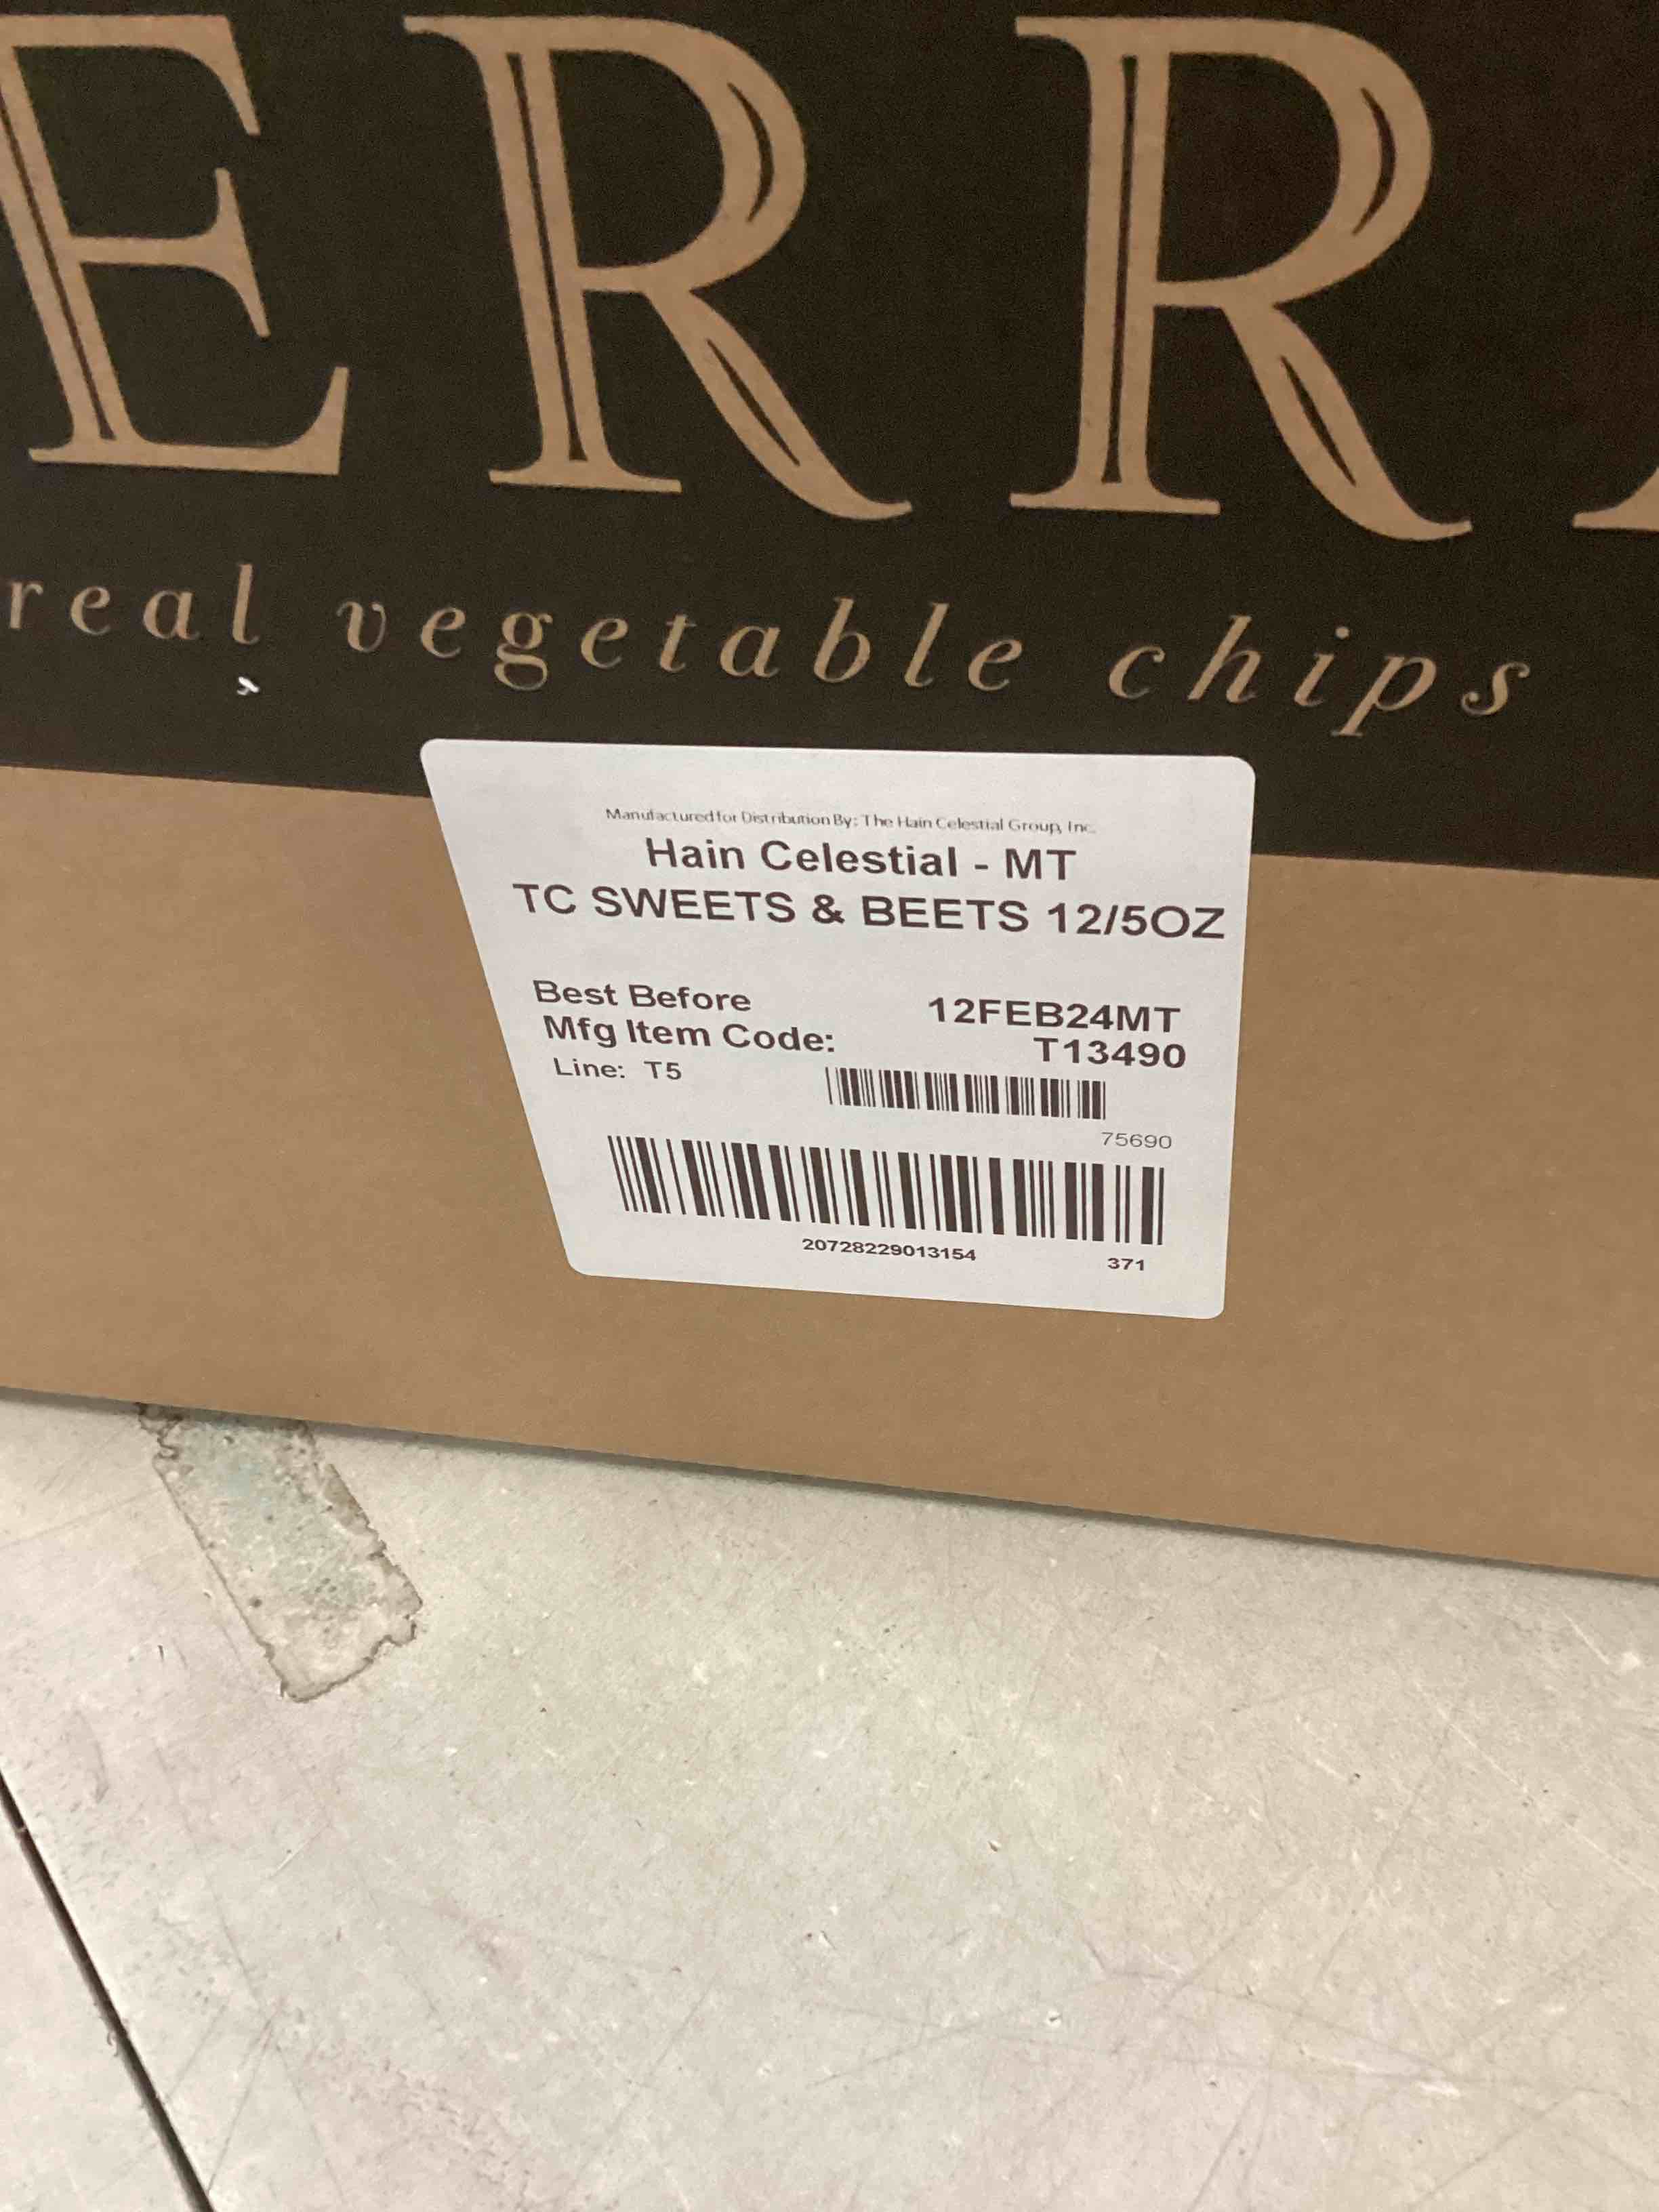 ERR
real vegetable chips
Manufactured for Distribution By: The Hain Celestial Group, Inc.
Hain Celestial - MT
TC SWEETS & BEETS 12/5OZ
Best Before 12FEB24MT
Mfg Item Code: T13490
Line: T5
75690
20728229013154 371